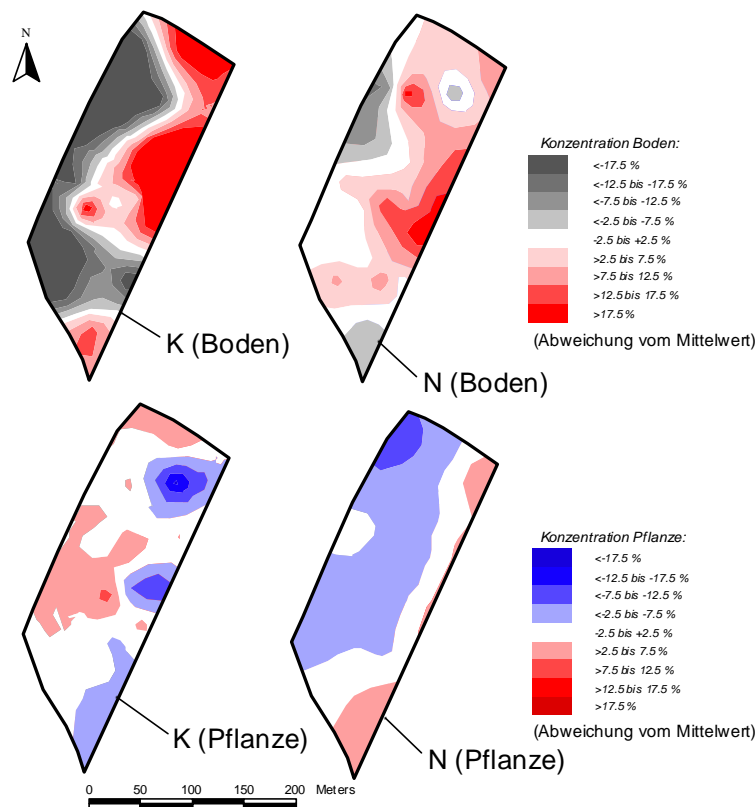 N
Konzentration Boden:
<-17.5 %
<-12.5 bis -17.5 %
<-7.5 bis -12.5 %
<-2.5 bis -7.5 %
-2.5 bis +2.5 %
>2.5 bis 7.5 %
>7.5 bis 12.5 %
>12.5 bis 17.5 %
>17.5 %
(Abweichung vom Mittelwert)
K (Boden)
N (Boden)
Konzentration Pflanze:
<-17.5 %
<-12.5 bis -17.5 %
<-7.5 bis -12.5 %
<-2.5 bis -7.5 %
-2.5 bis +2.5 %
>2.5 bis 7.5 %
>7.5 bis 12.5 %
>12.5 bis 17.5 %
>17.5 %
(Abweichung vom Mittelwert)
K (Pflanze)
N (Pflanze)
0 50 100 150 200 Meters